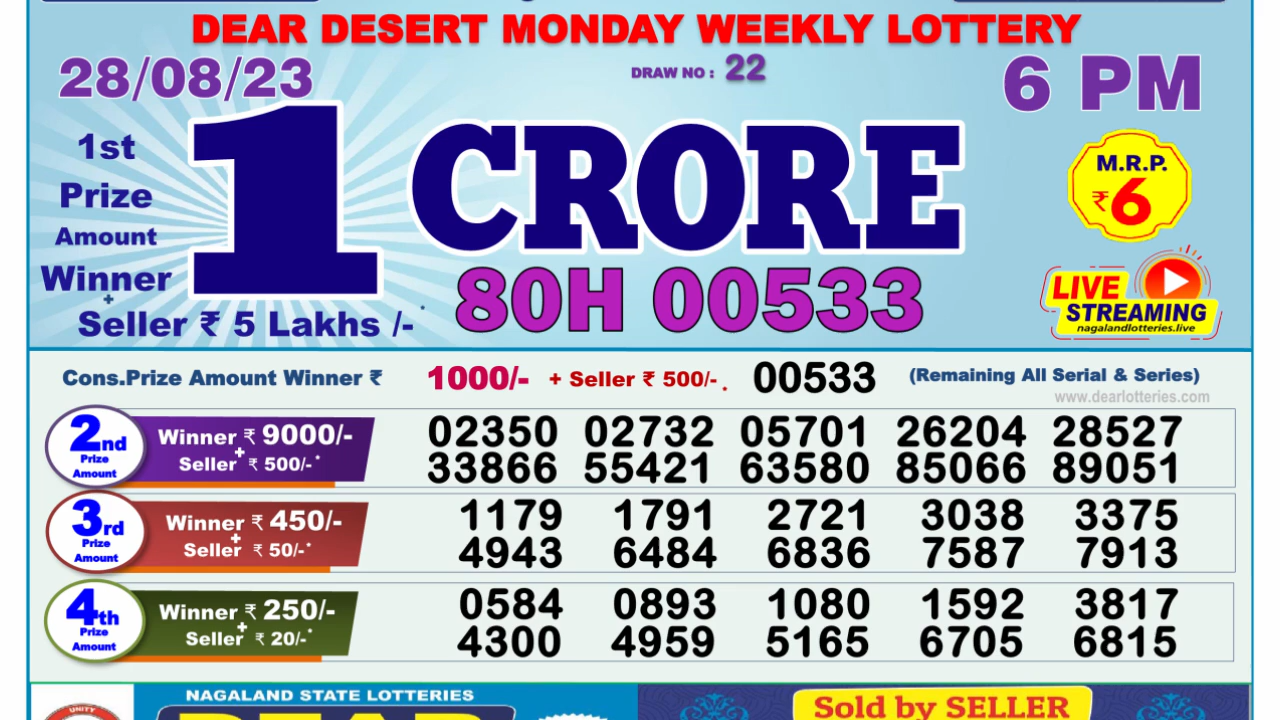 DEAR DESERT MONDAY WEEKLY LOTTERY
28/08/23
DRAW NO : 22
6 PM
1st
Prize
Amount
Winner
+
Seller ₹ 5 Lakhs /-
1 CRORE
80H 00533
M.R.P.
₹6
LIVE
STREAMING
nagalandlotteries.live
Cons.Prize Amount Winner ₹ 1000/- + Seller ₹ 500/- . 00533 (Remaining All Serial & Series)
www.dearlotteries.com
2nd
Prize
Amount
Winner ₹ 9000/-
+
Seller ₹ 500/-*
02350 02732 05701 26204 28527
33866 55421 63580 85066 89051
3rd
Prize
Amount
Winner ₹ 450/-
+
Seller ₹ 50/-*
1179 1791 2721 3038 3375
4943 6484 6836 7587 7913
4th
Prize
Amount
Winner ₹ 250/-
+
Seller ₹ 20/-*
0584 0893 1080 1592 3817
4300 4959 5165 6705 6815
UNITY
NAGALAND STATE LOTTERIES
DEAR
Sold by SELLER